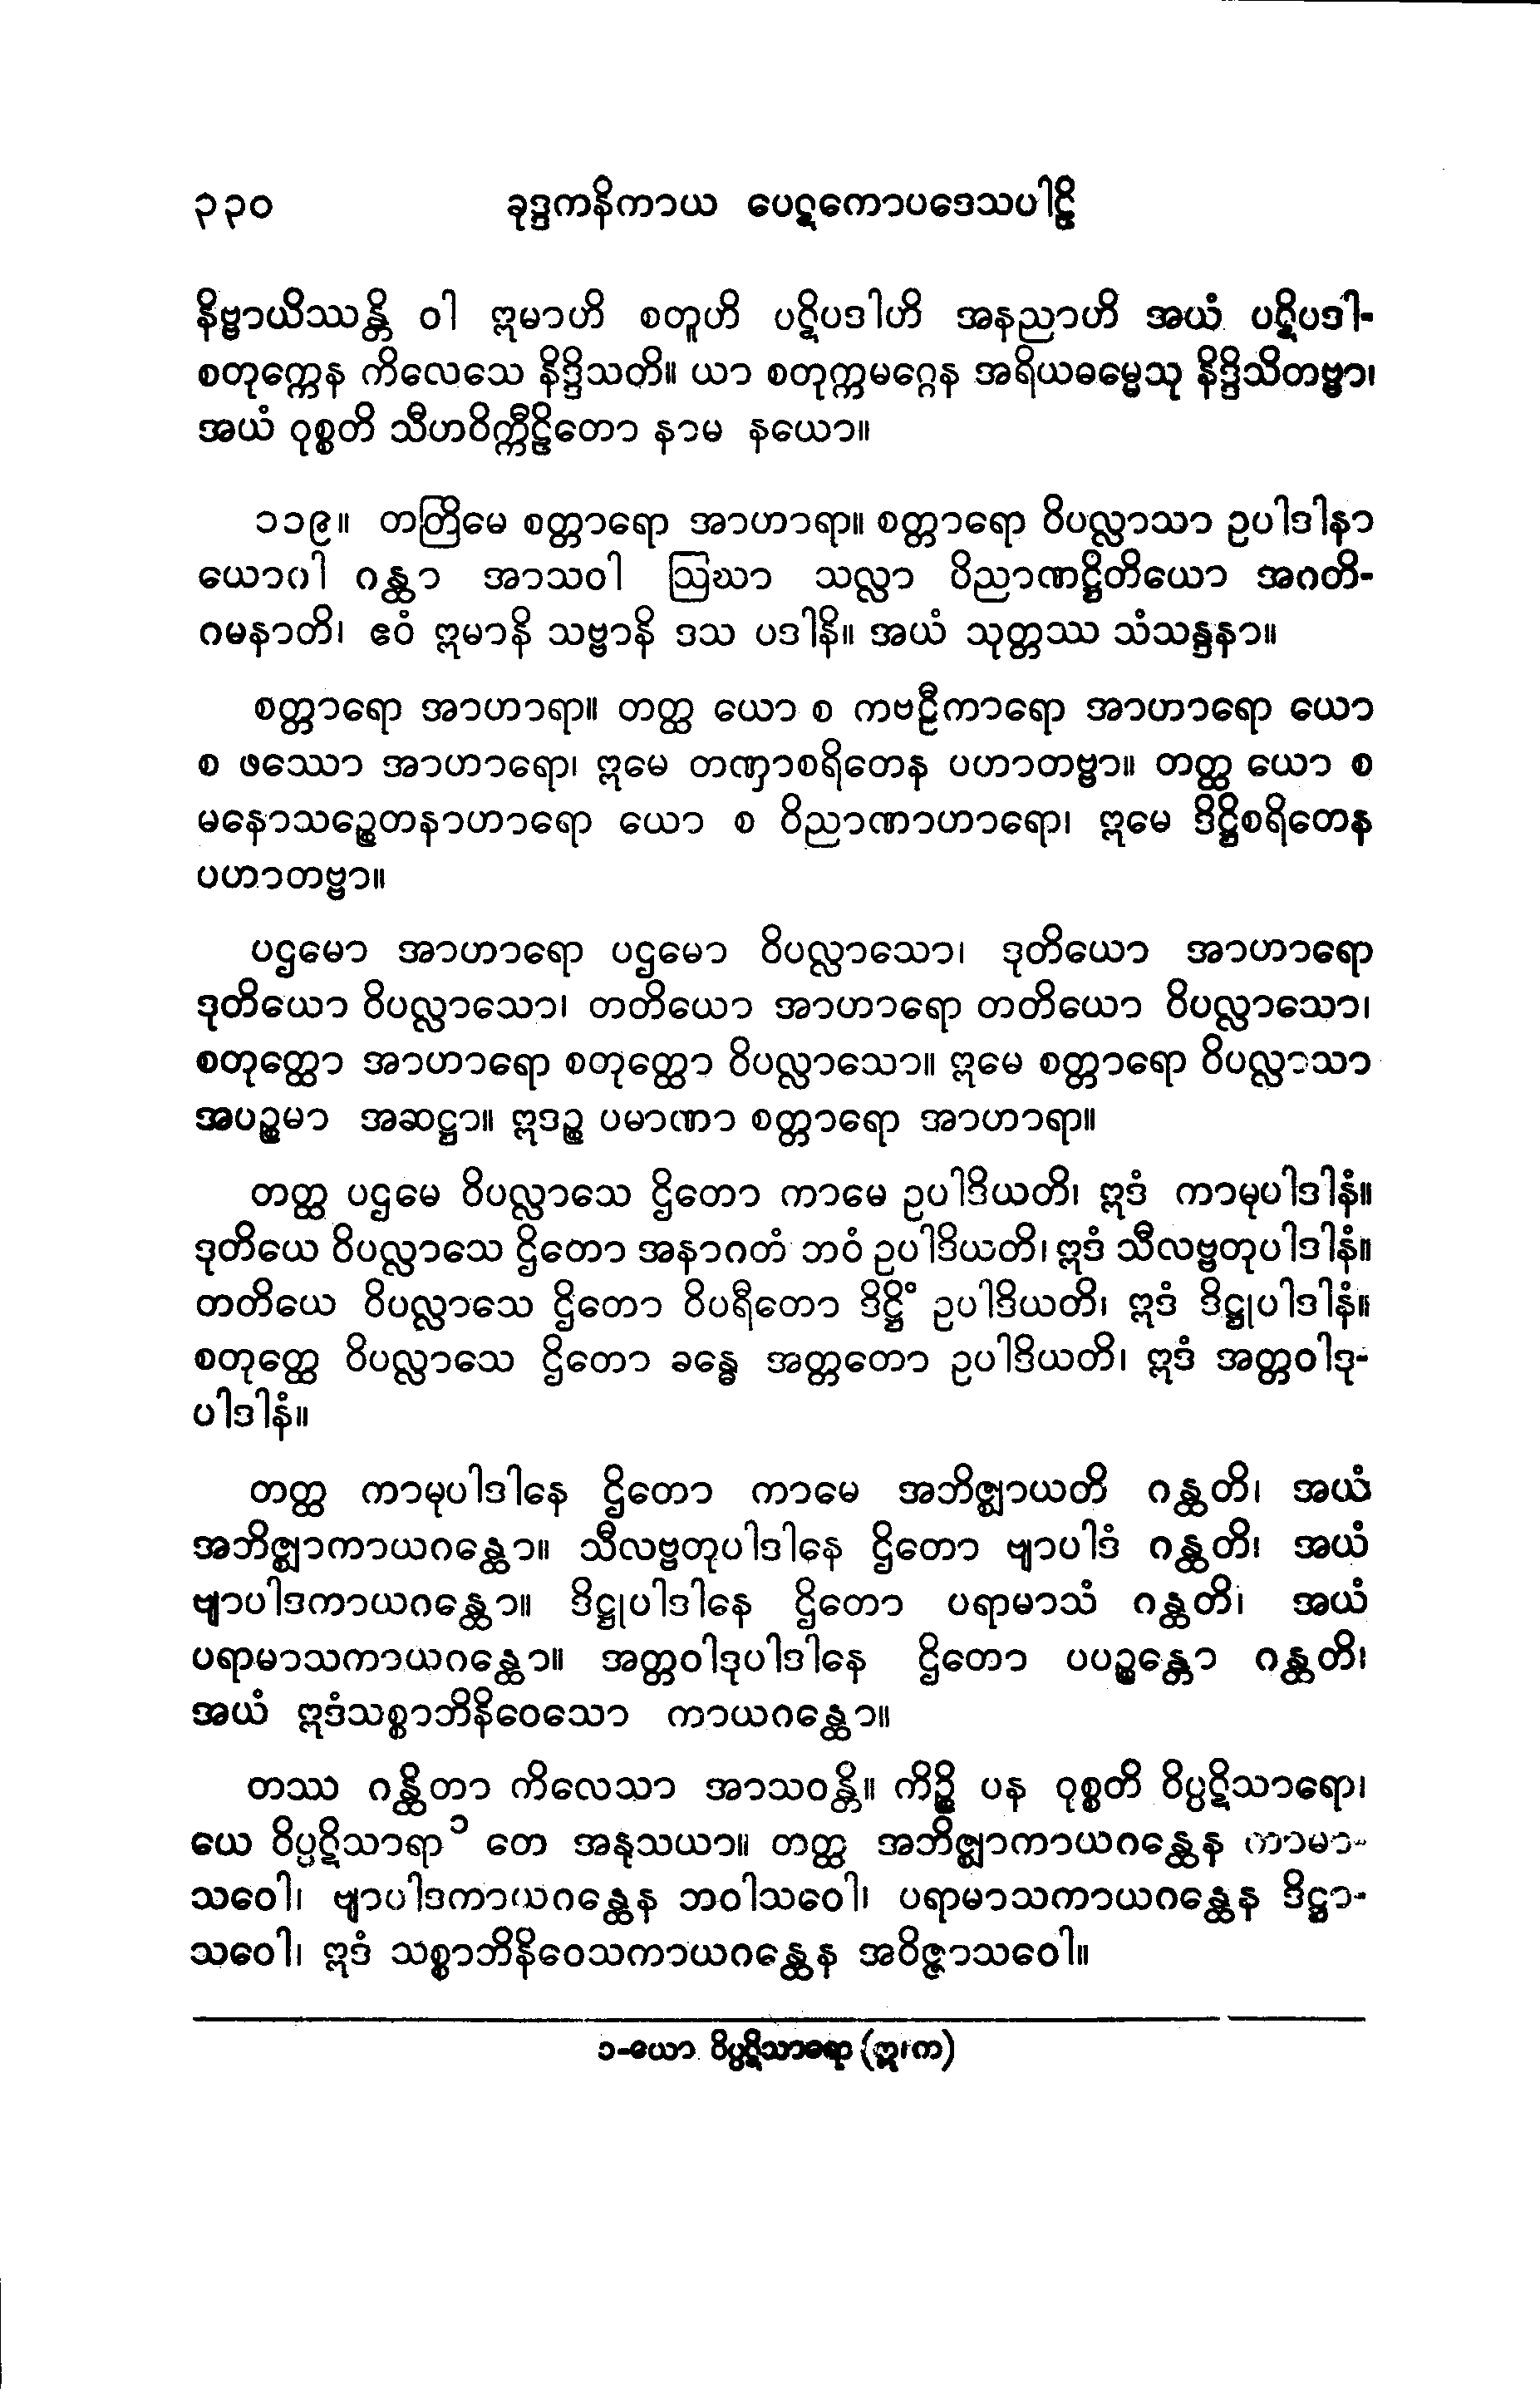 ၃၃၀ ခုဒ္ဒကနိကာယ ပေဋကောပဒေသပါဠိ
နိဗ္ဗာယိဿန္တိ ဝါ ဣမာဟိ စတူဟိ ပဋိပဒါဟိ အနညာဟိ အယံ ပဋိပဒါ-
စတုက္ကေန ကိလေသေ နိဒ္ဒိသတိ။ ယာ စတုက္ကမဂ္ဂေန အရိယဓမ္မေသု နိဒ္ဒိသိတဗ္ဗာ၊
အယံ ဝုစ္စတိ သီဟဝိက္ကီဠိတော နာမ နယော။
၁၁၉။ တတြိမေ စတ္တာရော အာဟာရာ။ စတ္တာရော ဝိပလ္လာသာ ဥပါဒါနာ
ယောဂါ ဂန္ထာ အာသဝါ ဩဃာ သလ္လာ ဝိညာဏဋ္ဌိတိယော အဂတိ-
ဂမနာတိ၊ ဧဝံ ဣမာနိ သဗ္ဗာနိ ဒသ ပဒါနိ။ အယံ သုတ္တဿ သံသန္ဒနာ။
စတ္တာရော အာဟာရာ။ တတ္ထ ယော စ ကဗဠီကာရော အာဟာရော ယော
စ ဖဿော အာဟာရော၊ ဣမေ တဏှာစရိတေန ပဟာတဗ္ဗာ။ တတ္ထ ယော စ
မနောသဉ္စေတနာဟာရော ယော စ ဝိညာဏာဟာရော၊ ဣမေ ဒိဋ္ဌိစရိတေန
ပဟာတဗ္ဗာ။
ပဌမော အာဟာရော ပဌမော ဝိပလ္လာသော၊ ဒုတိယော အာဟာရော
ဒုတိယော ဝိပလ္လာသော၊ တတိယော အာဟာရော တတိယော ဝိပလ္လာသော၊
စတုတ္ထော အာဟာရော စတုတ္ထော ဝိပလ္လာသော။ ဣမေ စတ္တာရော ဝိပလ္လာသာ
အပဉ္စမာ အဆဋ္ဌာ။ ဣဒဉ္စ ပမာဏာ စတ္တာရော အာဟာရာ။
တတ္ထ ပဌမေ ဝိပလ္လာသေ ဌိတော ကာမေ ဥပါဒိယတိ၊ ဣဒံ ကာမုပါဒါနံ။
ဒုတိယေ ဝိပလ္လာသေ ဌိတော အနာဂတံ ဘဝံ ဥပါဒိယတိ၊ ဣဒံ သီလဗ္ဗတုပါဒါနံ။
တတိယေ ဝိပလ္လာသေ ဌိတော ဝိပရီတော ဒိဋ္ဌိံ ဥပါဒိယတိ၊ ဣဒံ ဒိဋ္ဌုပါဒါနံ။
စတုတ္ထေ ဝိပလ္လာသေ ဌိတော ခန္ဓေ အတ္တတော ဥပါဒိယတိ၊ ဣဒံ အတ္တဝါဒု-
ပါဒါနံ။
တတ္ထ ကာမုပါဒါနေ ဌိတော ကာမေ အဘိဇ္ဈာယတိ ဂန္ထတိ၊ အယံ
အဘိဇ္ဈာကာယဂန္ထော။ သီလဗ္ဗတုပါဒါနေ ဌိတော ဗျာပါဒံ ဂန္ထတိ၊ အယံ
ဗျာပါဒကာယဂန္ထော။ ဒိဋ္ဌုပါဒါနေ ဌိတော ပရာမာသံ ဂန္ထတိ၊ အယံ
ပရာမာသကာယဂန္ထော။ အတ္တဝါဒုပါဒါနေ ဌိတော ပပဉ္စန္တော ဂန္ထတိ၊
အယံ ဣဒံသစ္စာဘိနိဝေသော ကာယဂန္ထော။
တဿ ဂန္ထိတာ ကိလေသာ အာသဝန္တိ။ ကိဉ္စိ ပန ဝုစ္စတိ ဝိပ္ပဋိသာရော၊
ယေ ဝိပ္ပဋိသာရာ ၁ တေ အနုသယာ။ တတ္ထ အဘိဇ္ဈာကာယဂန္ထေန ကာမာ-
သဝေါ၊ ဗျာပါဒကာယဂန္ထေန ဘဝါသဝေါ၊ ပရာမာသကာယဂန္ထေန ဒိဋ္ဌာ-
သဝေါ၊ ဣဒံ သစ္စာဘိနိဝေသကာယဂန္ထေန အဝိဇ္ဇာသဝေါ။
၁-ယော ဝိပ္ပဋိသာရော (ဣ၊က)